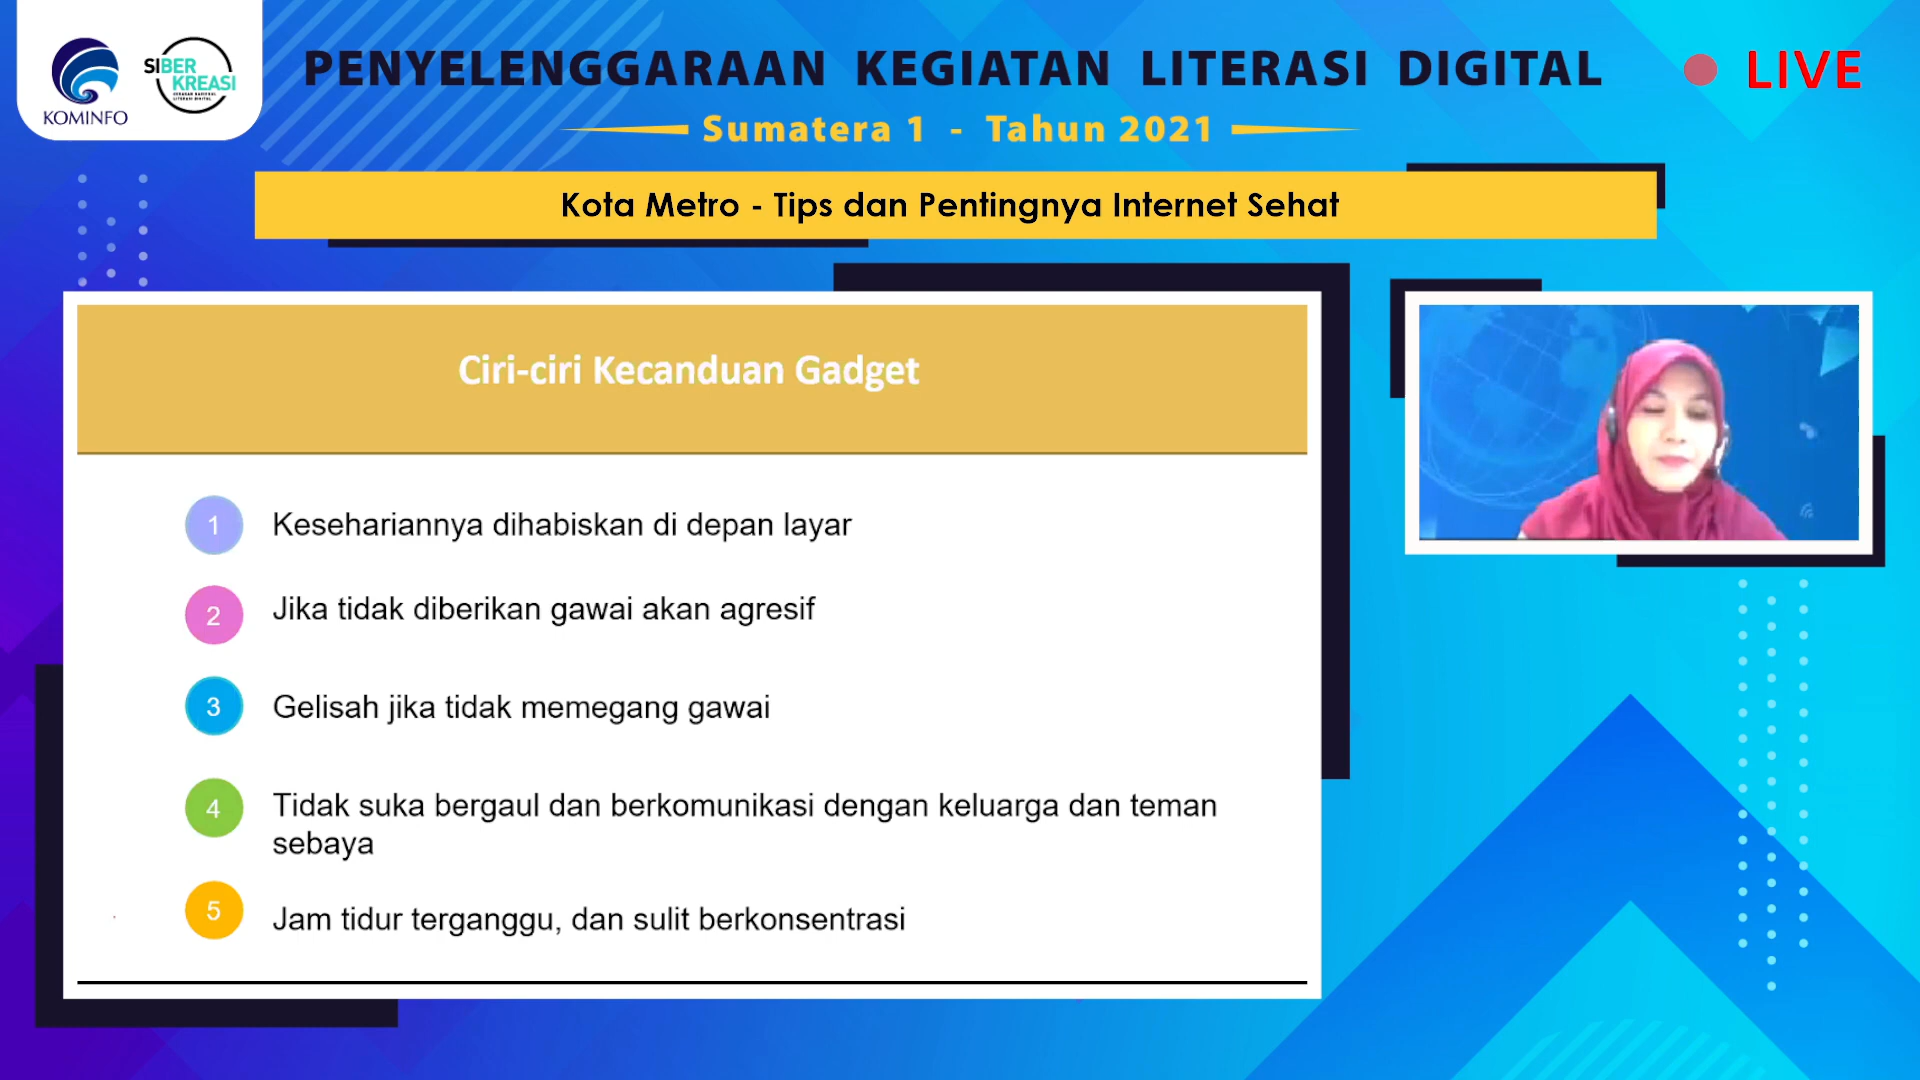 KOMINFO
SIBER
KREASI
PENYELENGGARAAN KEGIATAN LITERASI DIGITAL
LIVE
Sumatera 1 - Tahun 2021
Kota Metro - Tips dan Pentingnya Internet Sehat
Ciri-ciri Kecanduan Gadget
1 Kesehariannya dihabiskan di depan layar
2 Jika tidak diberikan gawai akan agresif
3 Gelisah jika tidak memegang gawai
4 Tidak suka bergaul dan berkomunikasi dengan keluarga dan teman
sebaya
5 Jam tidur terganggu, dan sulit berkonsentrasi